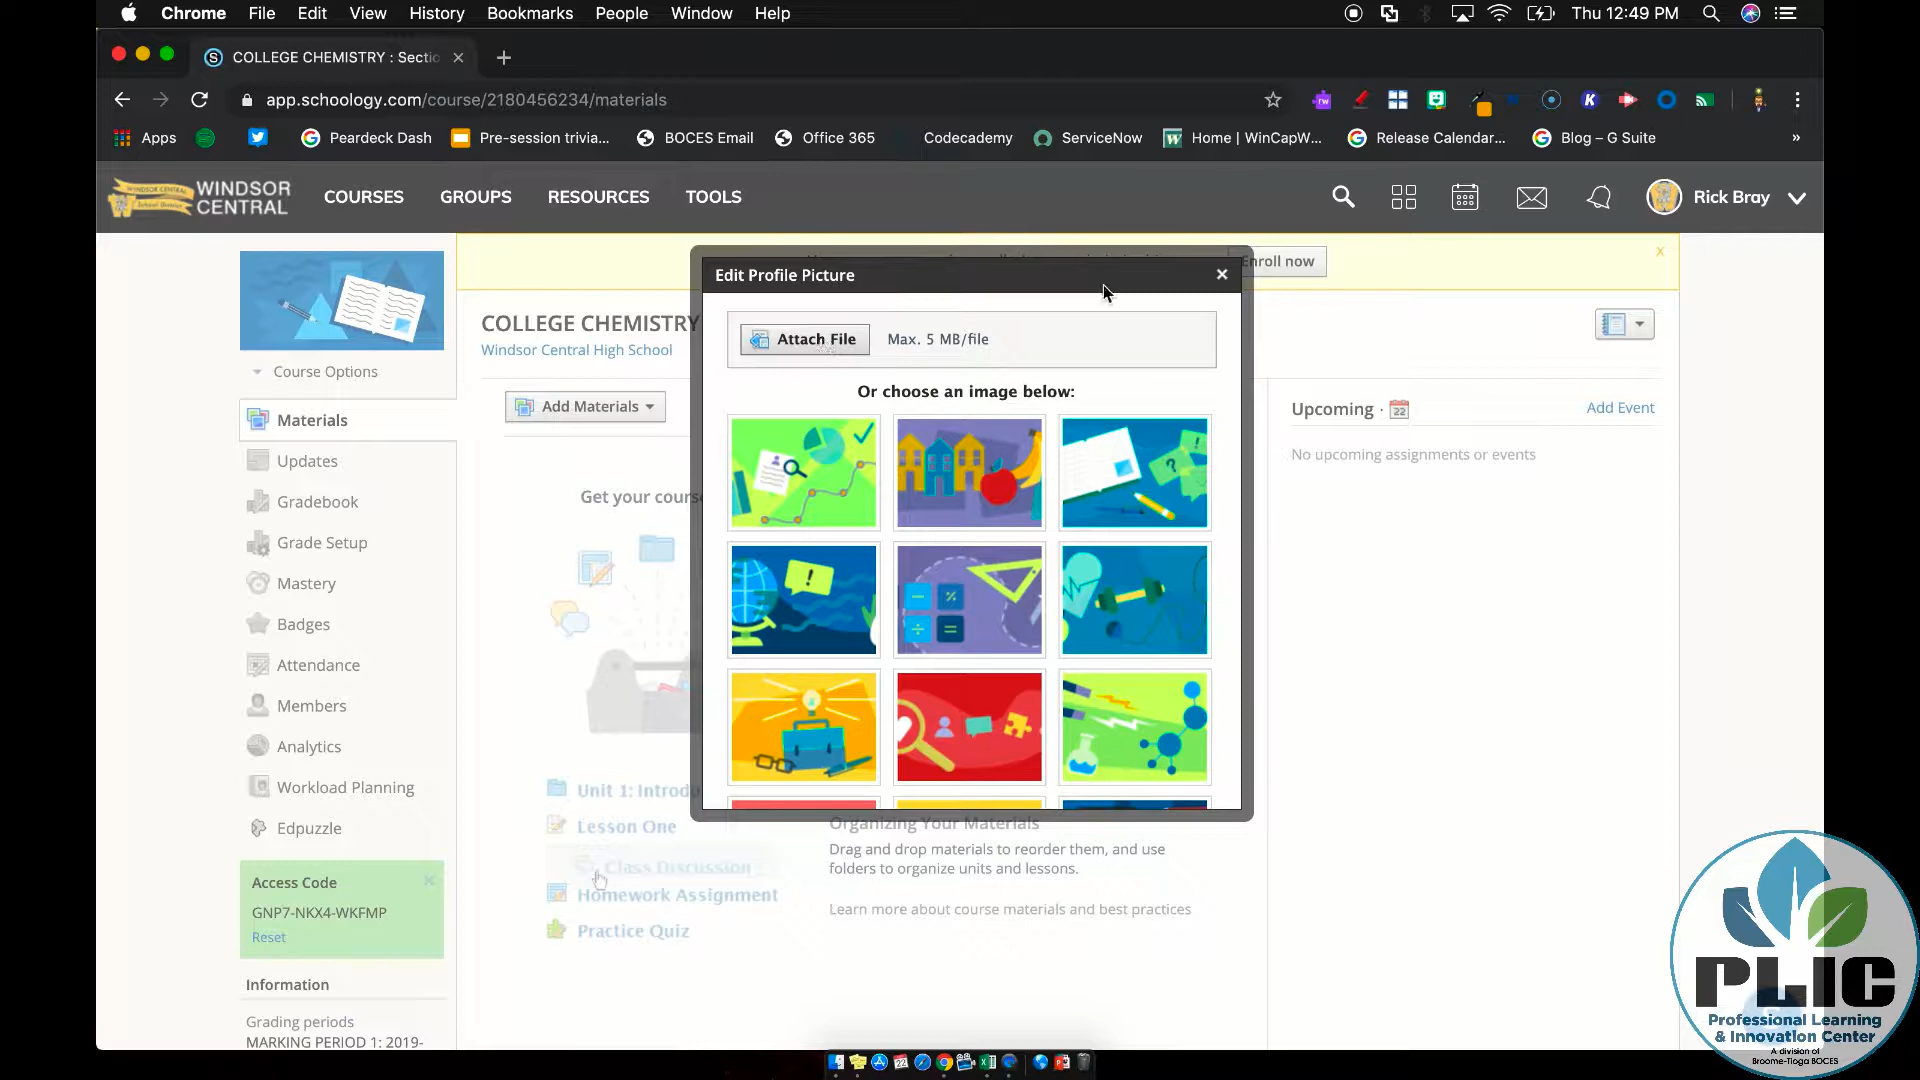 Chrome File Edit View History Bookmarks People Window Help
Thu 12:49 PM
COLLEGE CHEMISTRY : Sectio
app.schoology.com/course/2180456234/materials
Apps Peardeck Dash Pre-session trivia... BOCES Email Office 365 Codecademy ServiceNow Home | WinCapW... Release Calendar... Blog – G Suite »
WINDSOR CENTRAL
School District
WINDSOR
CENTRAL
COURSES GROUPS RESOURCES TOOLS
Rick Bray
Enroll now
x
Edit Profile Picture
Attach File Max. 5 MB/file
Or choose an image below:
COLLEGE CHEMISTRY
Windsor Central High School
Course Options
Add Materials
Materials
Updates
Gradebook
Grade Setup
Mastery
Badges
Attendance
Members
Analytics
Workload Planning
Edpuzzle
Access Code
GNP7-NKX4-WKFMP
Reset
Information
Grading periods
MARKING PERIOD 1: 2019-
Get your cours
Unit 1: Introdu
Lesson One
Class Discussion
Homework Assignment
Practice Quiz
Organizing Your Materials
Drag and drop materials to reorder them, and use
folders to organize units and lessons.
Learn more about course materials and best practices
Upcoming · 22
Add Event
No upcoming assignments or events
PLIC
Professional Learning
& Innovation Center
A division of
Broome-Tioga BOCES